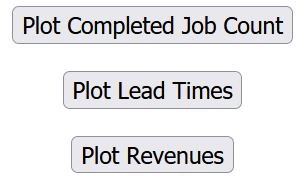 Plot Completed Job Count
Plot Lead Times
Plot Revenues